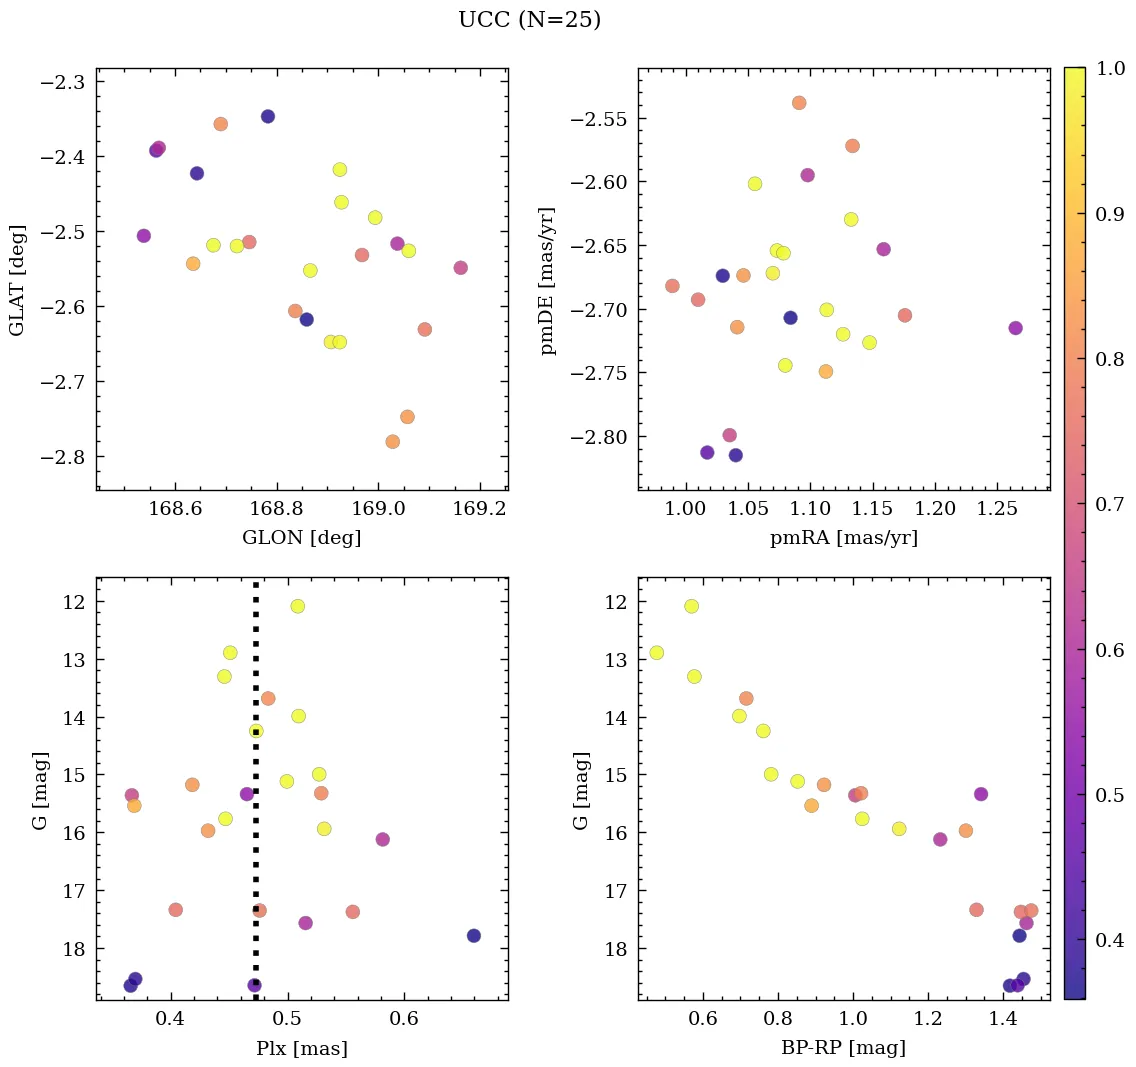 UCC (N=25)
−2.3
−2.4
−2.5
−2.6
−2.7
−2.8
GLAT [deg]
168.6 168.8 169.0 169.2
GLON [deg]
−2.55
−2.60
−2.65
−2.70
−2.75
−2.80
pmDE [mas/yr]
1.00 1.05 1.10 1.15 1.20 1.25
pmRA [mas/yr]
12
13
14
15
16
17
18
G [mag]
0.4 0.5 0.6
Plx [mas]
12
13
14
15
16
17
18
G [mag]
0.6 0.8 1.0 1.2 1.4
BP-RP [mag]
1.0
0.9
0.8
0.7
0.6
0.5
0.4